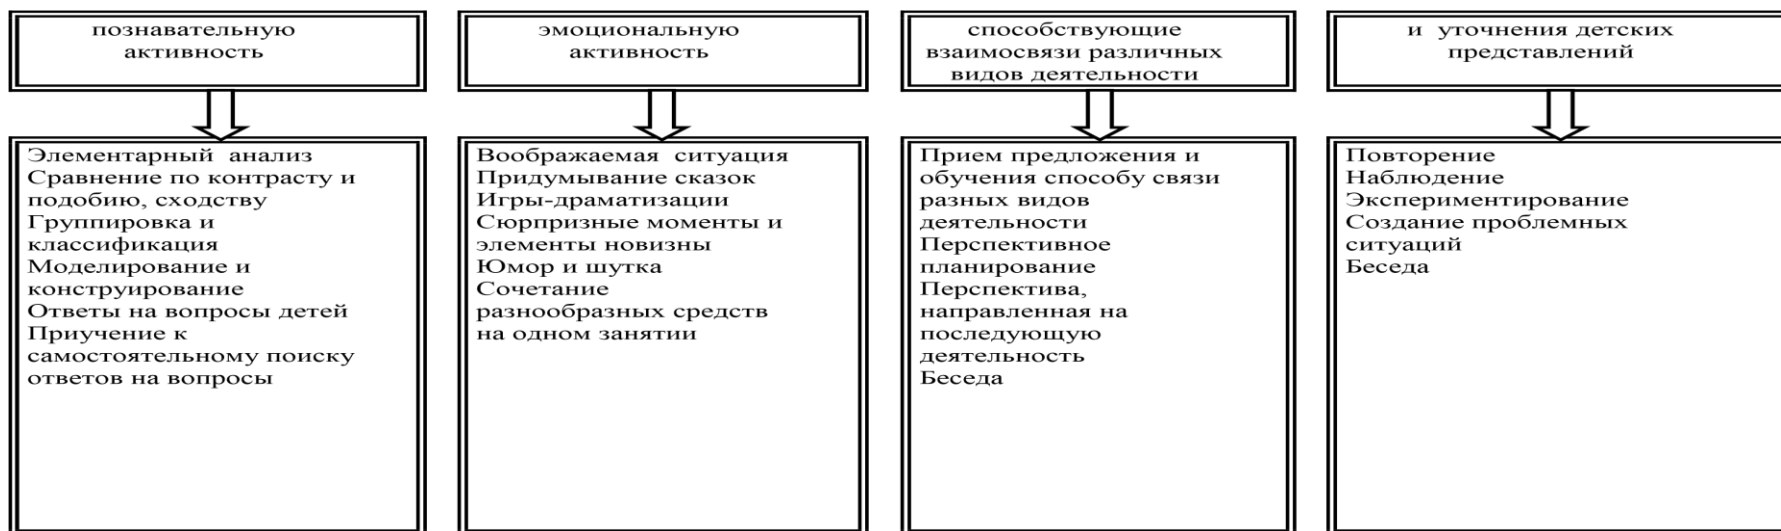 познавательную
активность
эмоциональную
активность
способствующие
взаимосвязи различных
видов деятельности
и уточнения детских
представлений
Элементарный анализ
Сравнение по контрасту и
подобию, сходству
Группировка и
классификация
Моделирование и
конструирование
Ответы на вопросы детей
Приучение к
самостоятельному поиску
ответов на вопросы
Воображаемая ситуация
Придумывание сказок
Игры-драматизации
Сюрпризные моменты и
элементы новизны
Юмор и шутка
Сочетание
разнообразных средств
на одном занятии
Прием предложения и
обучения способу связи
разных видов
деятельности
Перспективное
планирование
Перспектива,
направленная на
последующую
деятельность
Беседа
Повторение
Наблюдение
Экспериментирование
Создание проблемных
ситуаций
Беседа